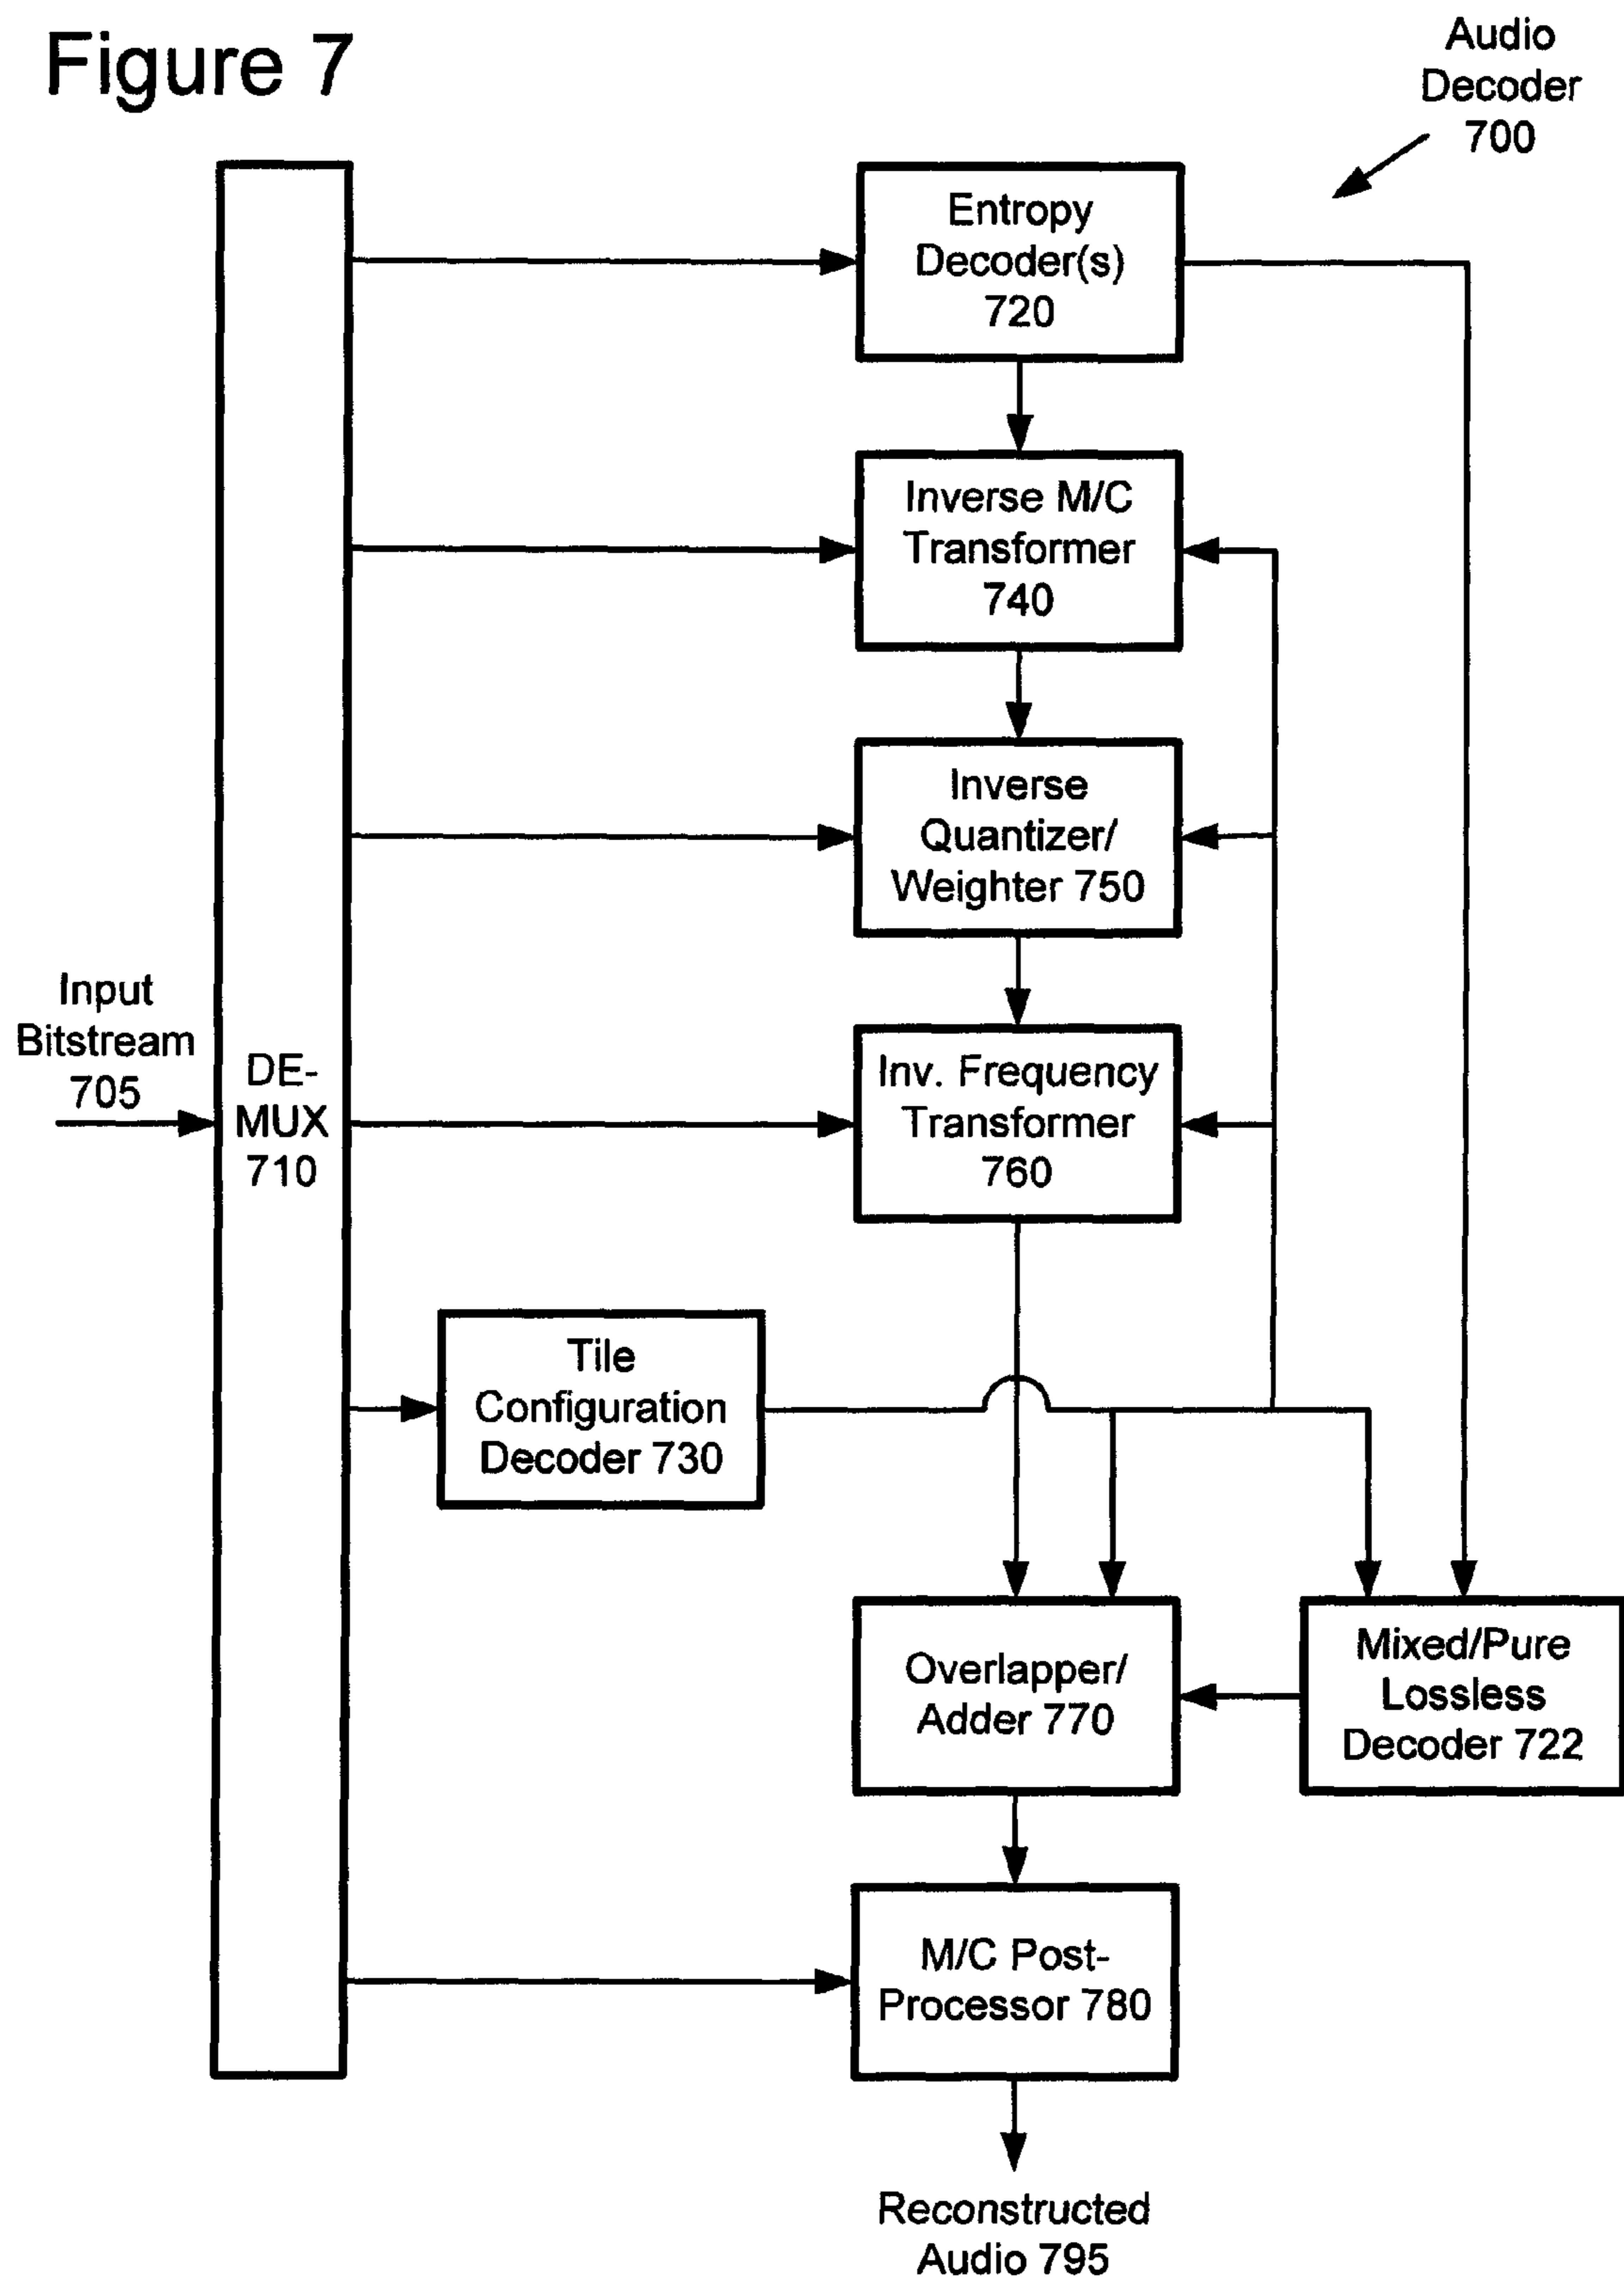 Figure 7
Audio
Decoder
700
Entropy
Decoder(s)
720
Inverse M/C
Transformer
740
Inverse
Quantizer/
Weighter 750
Input
Bitstream
705
DE-
MUX
710
Inv. Frequency
Transformer
760
Tile
Configuration
Decoder 730
Overlapper/
Adder 770
Mixed/Pure
Lossless
Decoder 722
M/C Post-
Processor 780
Reconstructed
Audio 795